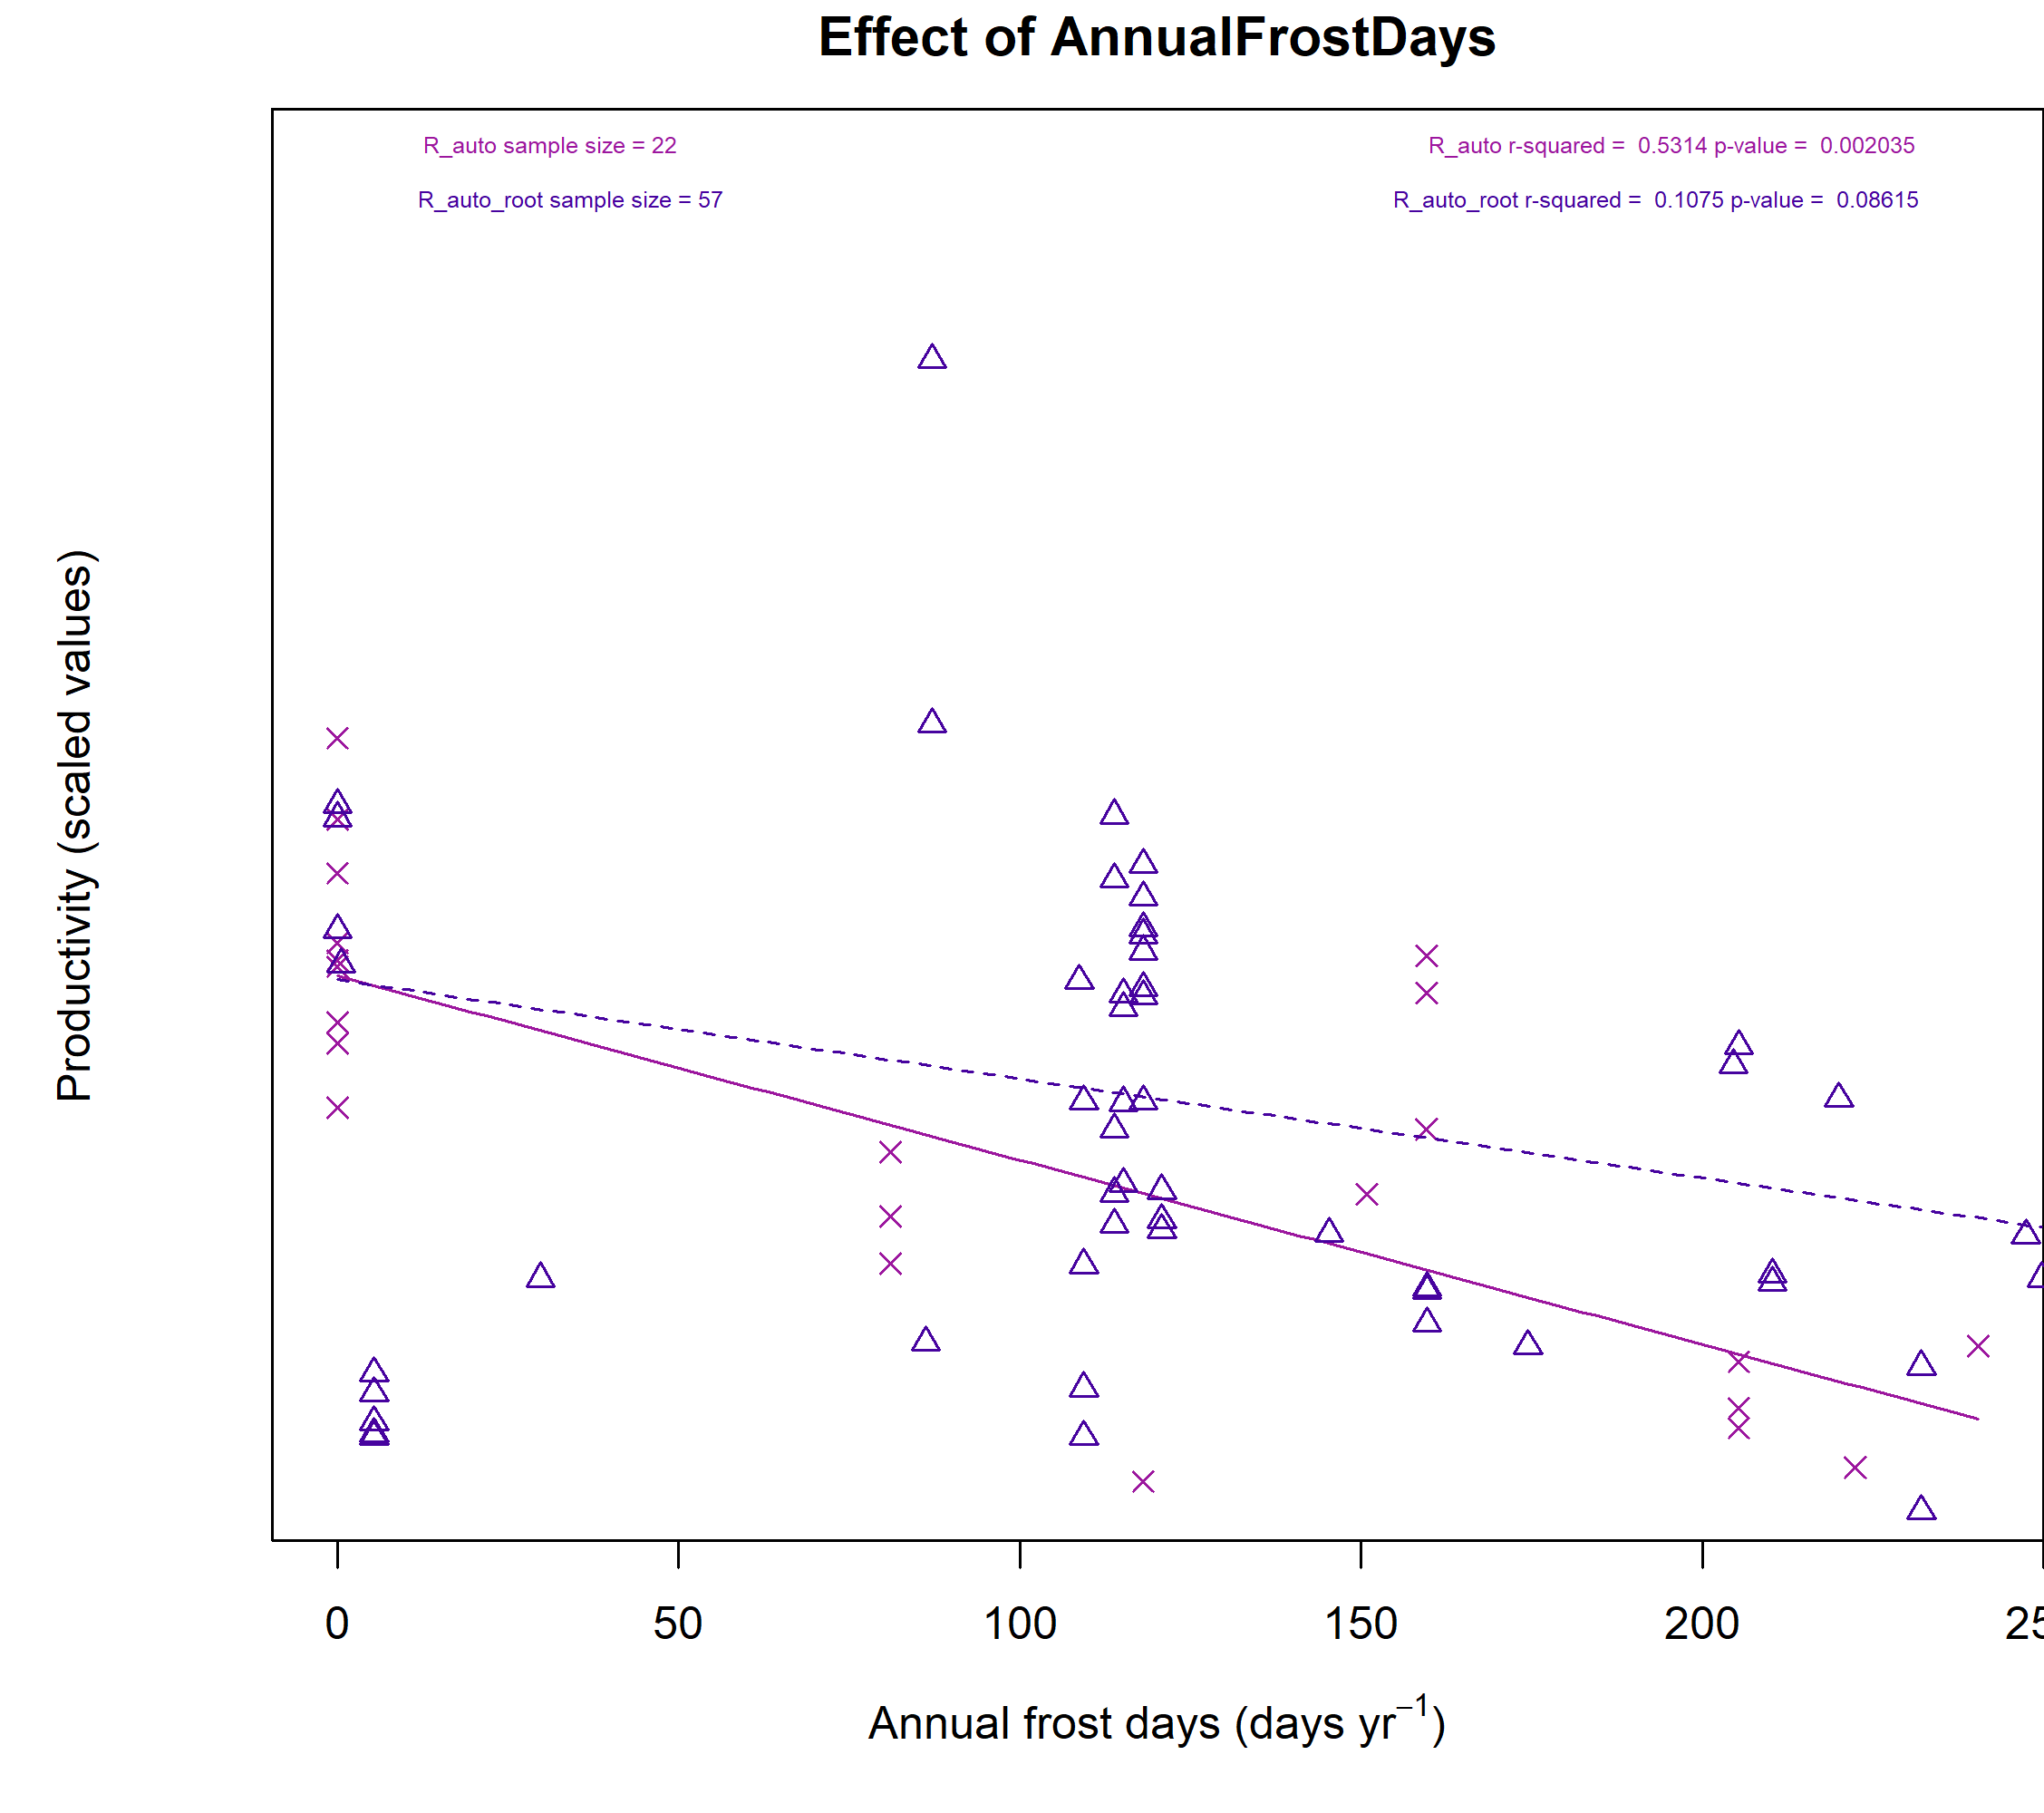 Effect of AnnualFrostDays
R_auto sample size = 22
R_auto r-squared = 0.5314 p-value = 0.002035
R_auto_root sample size = 57
R_auto_root r-squared = 0.1075 p-value = 0.08615
Productivity (scaled values)
0 50 100 150 200 25
Annual frost days (days yr⁻¹)